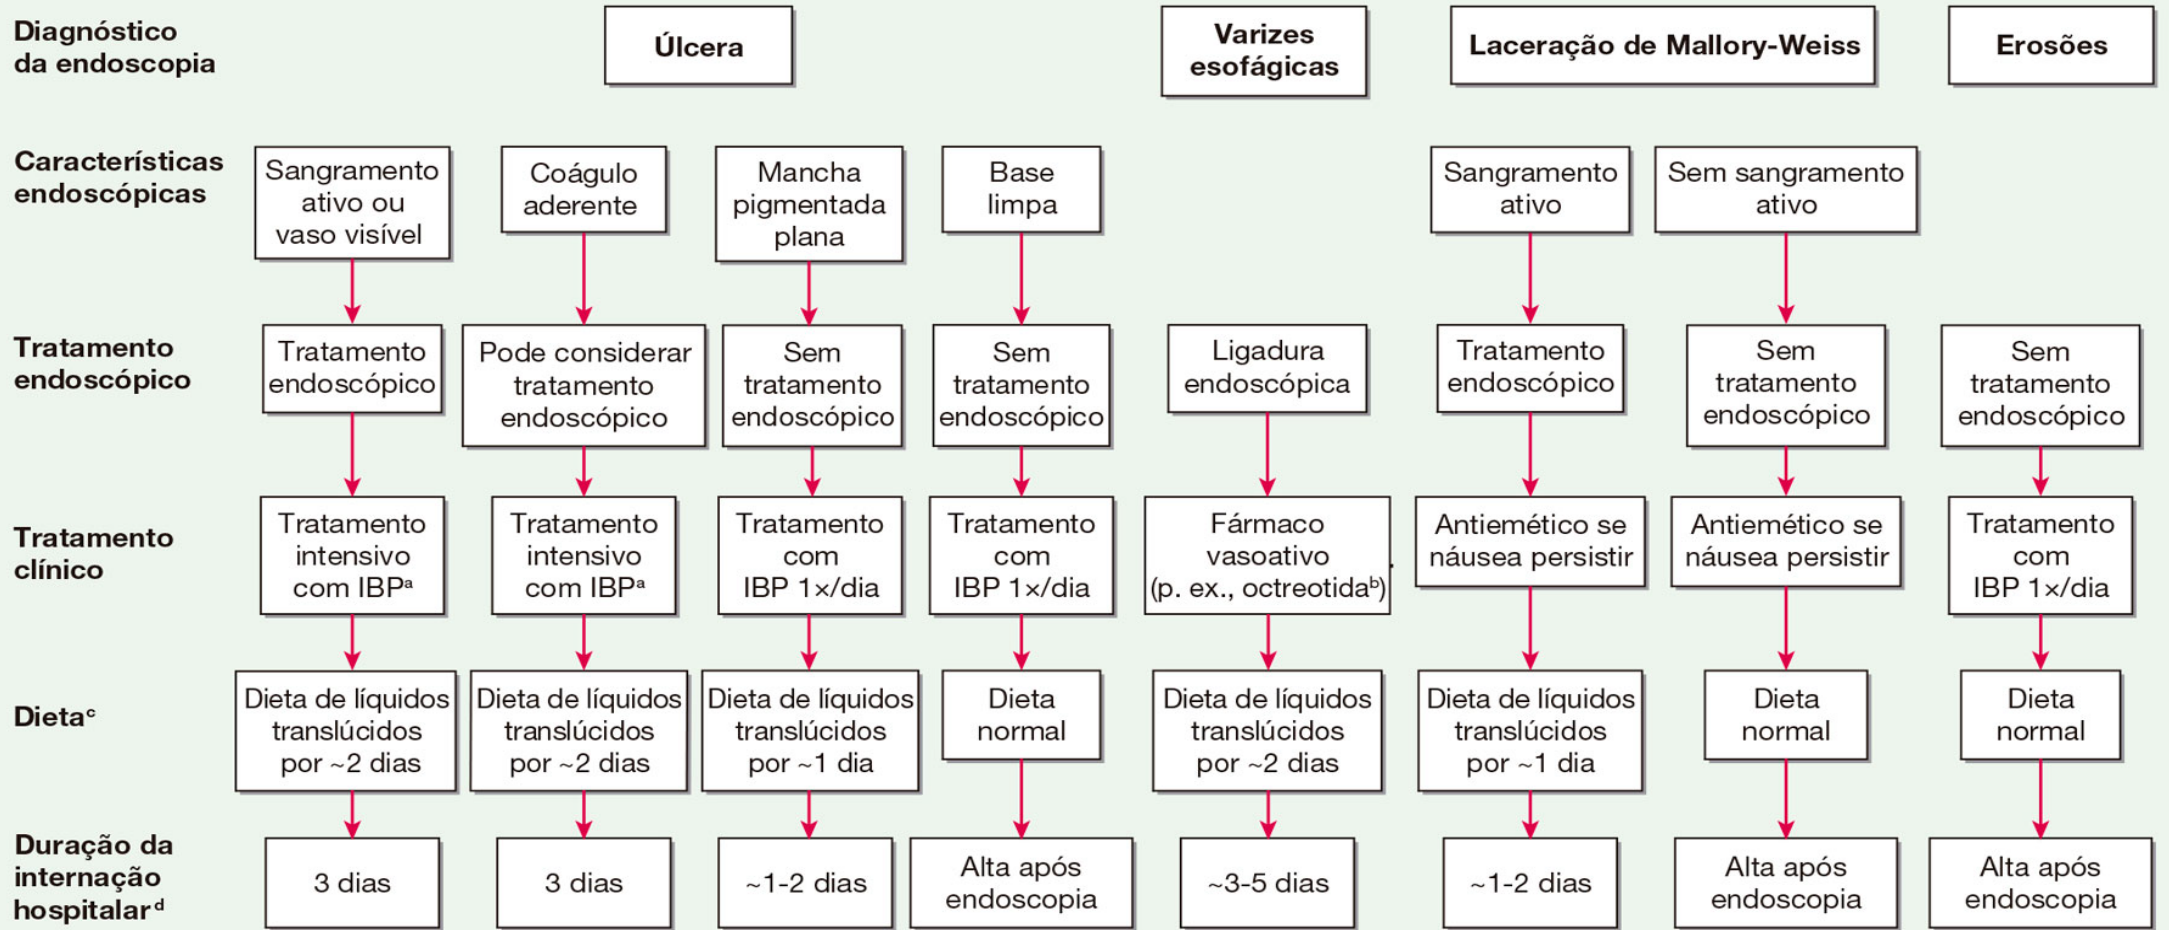 Diagnóstico
da endoscopia
Úlcera
Varizes
esofágicas
Laceração de Mallory-Weiss
Erosões
Características
endoscópicas
Sangramento
ativo ou
vaso visível
Coágulo
aderente
Mancha
pigmentada
plana
Base
limpa
Sangramento
ativo
Sem sangramento
ativo
Tratamento
endoscópico
Tratamento
endoscópico
Pode considerar
tratamento
endoscópico
Sem
tratamento
endoscópico
Sem
tratamento
endoscópico
Ligadura
endoscópica
Tratamento
endoscópico
Sem
tratamento
endoscópico
Sem
tratamento
endoscópico
Tratamento
clínico
Tratamento
intensivo
com IBPᵃ
Tratamento
intensivo
com IBPᵃ
Tratamento
com
IBP 1×/dia
Tratamento
com
IBP 1×/dia
Fármaco
vasoativo
(p. ex., octreotidaᵇ)
Antiemético se
náusea persistir
Antiemético se
náusea persistir
Tratamento
com
IBP 1×/dia
Dietaᶜ
Dieta de líquidos
translúcidos
por ~2 dias
Dieta de líquidos
translúcidos
por ~2 dias
Dieta de líquidos
translúcidos
por ~1 dia
Dieta
normal
Dieta de líquidos
translúcidos
por ~2 dias
Dieta de líquidos
translúcidos
por ~1 dia
Dieta
normal
Dieta
normal
Duração da
internação
hospitalarᵈ
3 dias
3 dias
~1-2 dias
Alta após
endoscopia
~3-5 dias
~1-2 dias
Alta após
endoscopia
Alta após
endoscopia